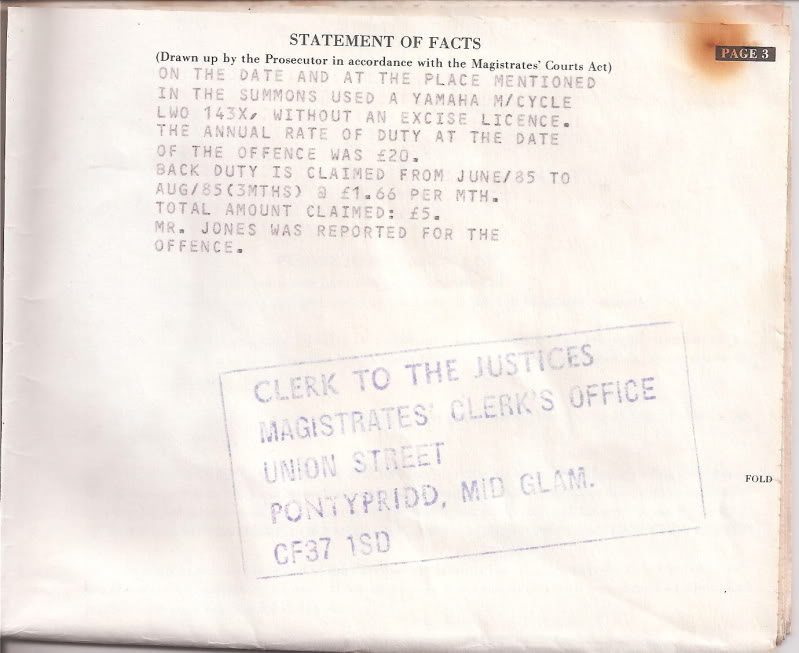 STATEMENT OF FACTS
PAGE 3
(Drawn up by the Prosecutor in accordance with the Magistrates' Courts Act)
ON THE DATE AND AT THE PLACE MENTIONED
IN THE SUMMONS USED A YAMAHA M/CYCLE
LWO 143X, WITHOUT AN EXCISE LICENCE.
THE ANNUAL RATE OF DUTY AT THE DATE
OF THE OFFENCE WAS £20.
BACK DUTY IS CLAIMED FROM JUNE/85 TO
AUG/85(3MTHS) @ £1.66 PER MTH.
TOTAL AMOUNT CLAIMED: £5.
MR. JONES WAS REPORTED FOR THE
OFFENCE.
CLERK TO THE JUSTICES
MAGISTRATES' CLERK'S OFFICE
UNION STREET
PONTYPRIDD, MID GLAM.
CF37 1SD
FOLD